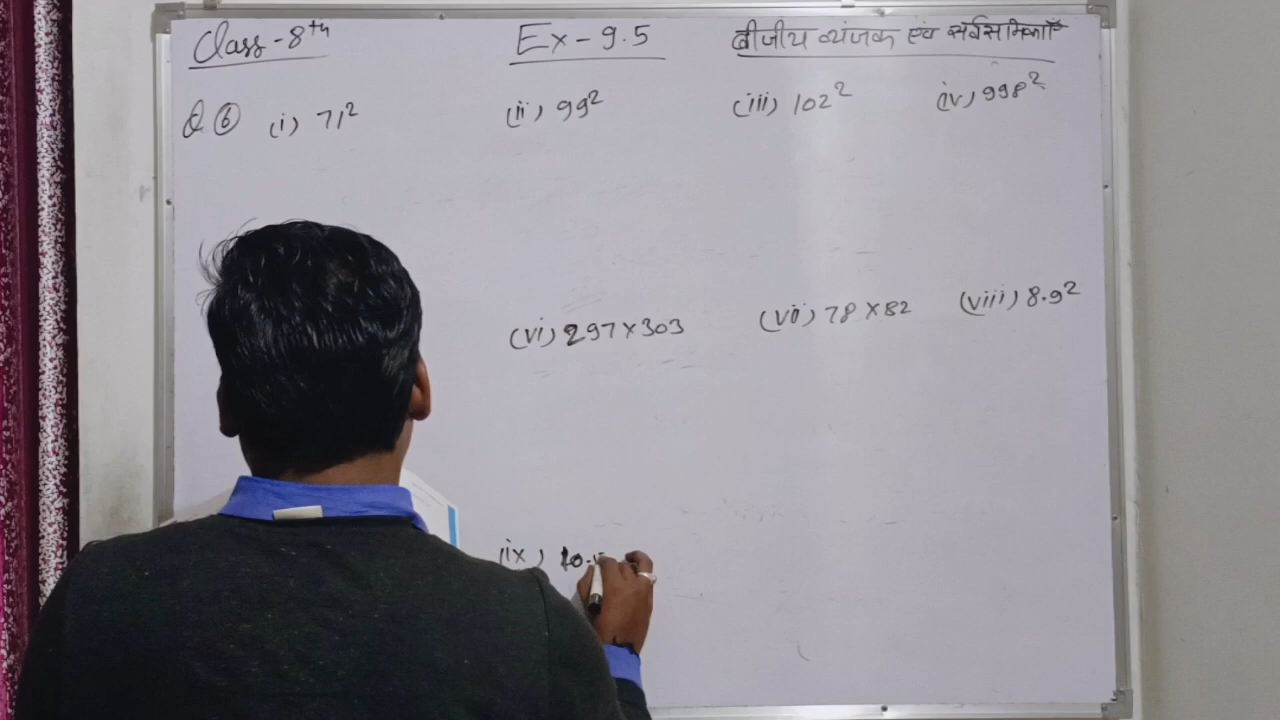 Class-8th Ex-9.5 बीजीय व्यंजक एवं सर्वसमिकाएँ
Q. 6 (i) 71² (ii) 99² (iii) 102² (iv) 998²
(vi) 297×303 (vii) 78×82 (viii) 8.9²
(ix) 10.